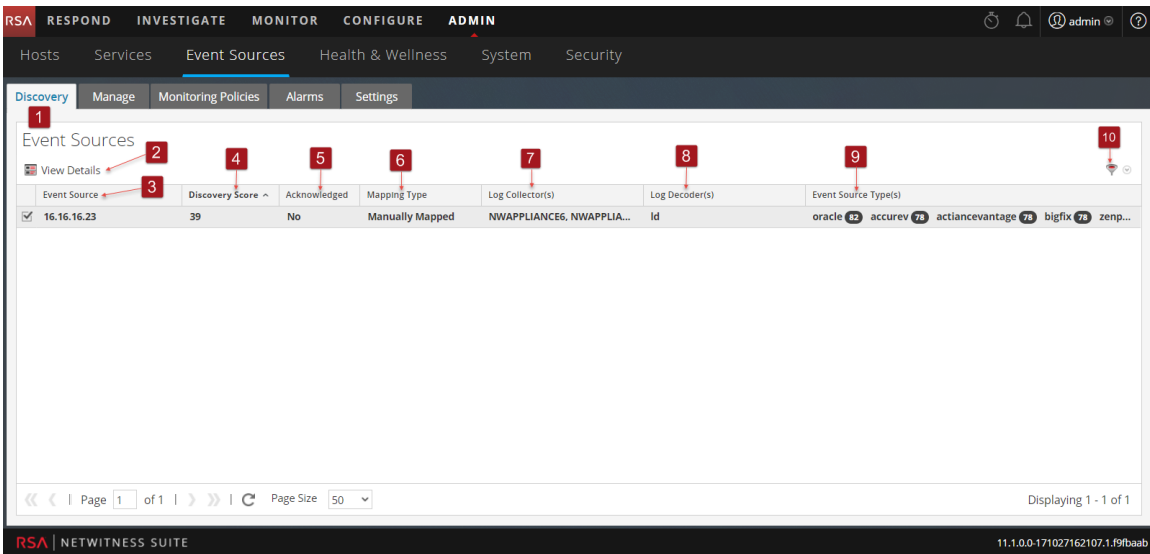 RSA RESPOND INVESTIGATE MONITOR CONFIGURE ADMIN admin ?
Hosts Services Event Sources Health & Wellness System Security
Discovery Manage Monitoring Policies Alarms Settings
1
Event Sources
10
View Details 2
3 4 5 6 7 8 9
Event Source Discovery Score Acknowledged Mapping Type Log Collector(s) Log Decoder(s) Event Source Type(s)
16.16.16.23 39 No Manually Mapped NWAPPLIANCE6, NWAPPLIA... ld oracle 82 accurev 78 actiancevantage 78 bigfix 78 zenp...
Page 1 of 1 Page Size 50 Displaying 1 - 1 of 1
RSA NETWITNESS SUITE 11.1.0.0-171027162107.1.f9fbaab